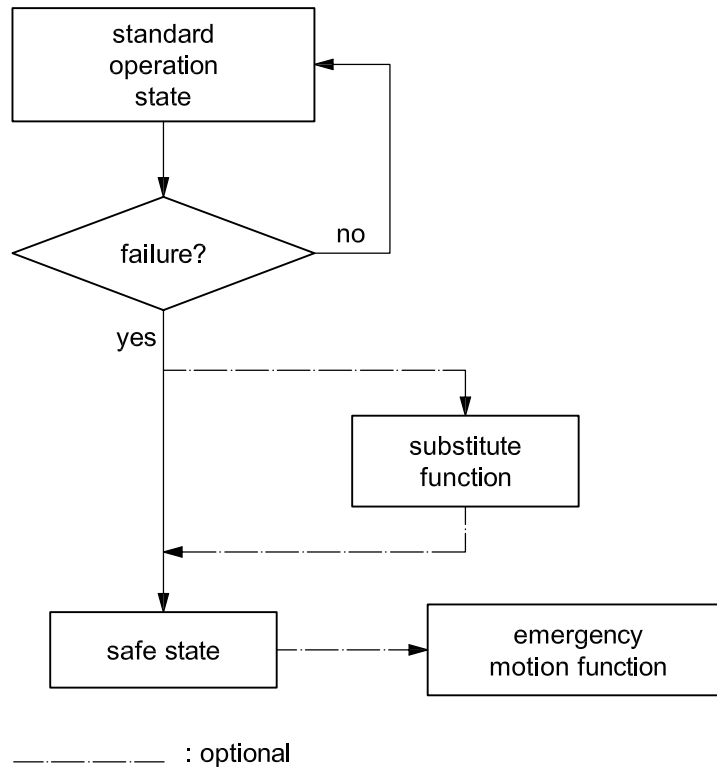 standard
operation
state
failure?
no
yes
substitute
function
safe state
emergency
motion function
: optional